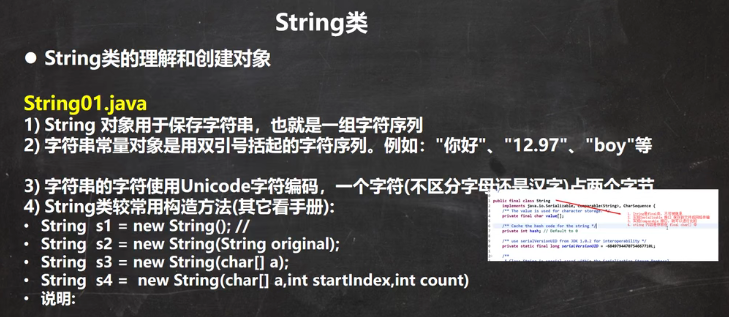 String类
● String类的理解和创建对象
String01.java
1) String 对象用于保存字符串，也就是一组字符序列
2) 字符串常量对象是用双引号括起的字符序列。例如："你好"、"12.97"、"boy"等
3) 字符串的字符使用Unicode字符编码，一个字符(不区分字母还是汉字)占两个字节
4) String类较常用构造方法(其它看手册):
• String s1 = new String(); //
• String s2 = new String(String original);
• String s3 = new String(char[] a);
• String s4 = new String(char[] a,int startIndex,int count)
• 说明:
public final class String
implements java.io.Serializable, Comparable<String>, CharSequence {
/** The value is used for character storage. */
private final char value[];
/** Cache the hash code for the string */
private int hash; // Default to 0
/** use serialVersionUID from JDK 1.0.2 for interoperability */
private static final long serialVersionUID = -6849794470754667710L;
/**